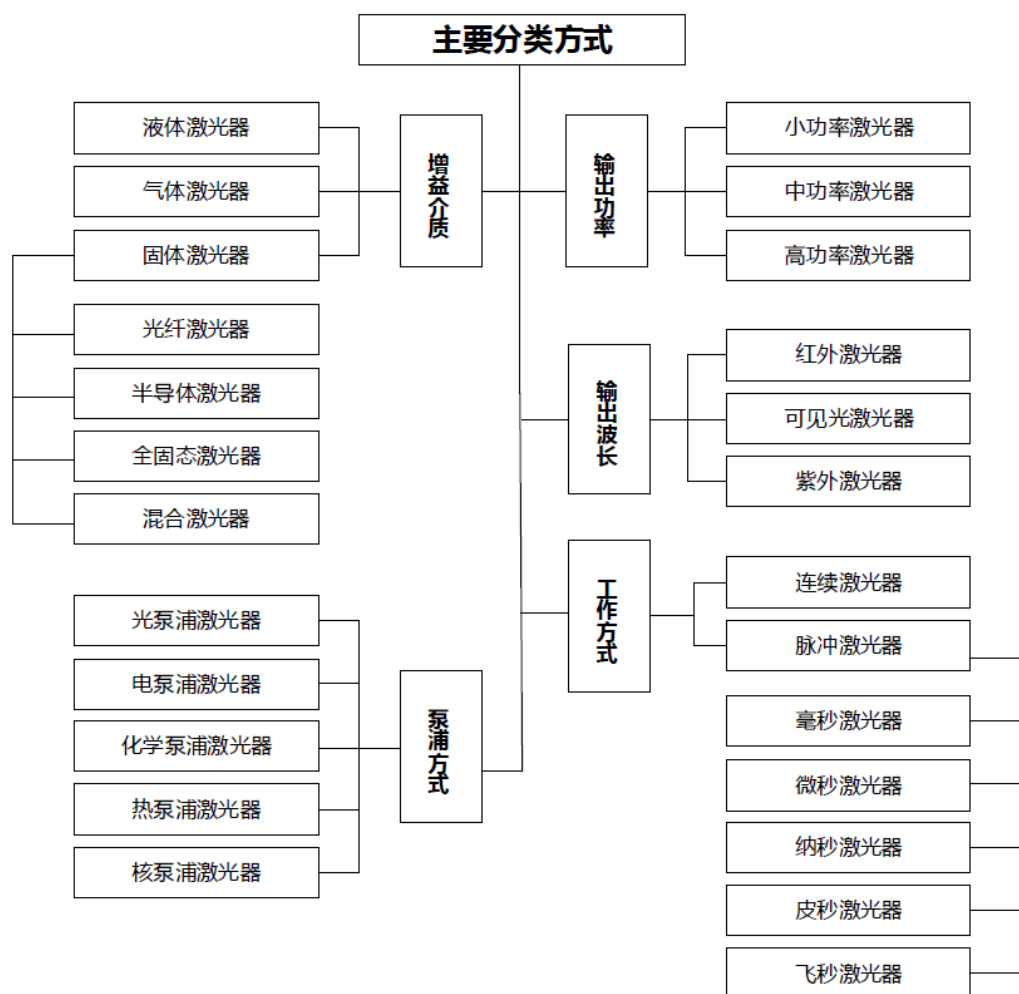 主要分类方式
增益介质
液体激光器
气体激光器
固体激光器
光纤激光器
半导体激光器
全固态激光器
混合激光器
泵浦方式
光泵浦激光器
电泵浦激光器
化学泵浦激光器
热泵浦激光器
核泵浦激光器
输出功率
小功率激光器
中功率激光器
高功率激光器
输出波长
红外激光器
可见光激光器
紫外激光器
工作方式
连续激光器
脉冲激光器
毫秒激光器
微秒激光器
纳秒激光器
皮秒激光器
飞秒激光器